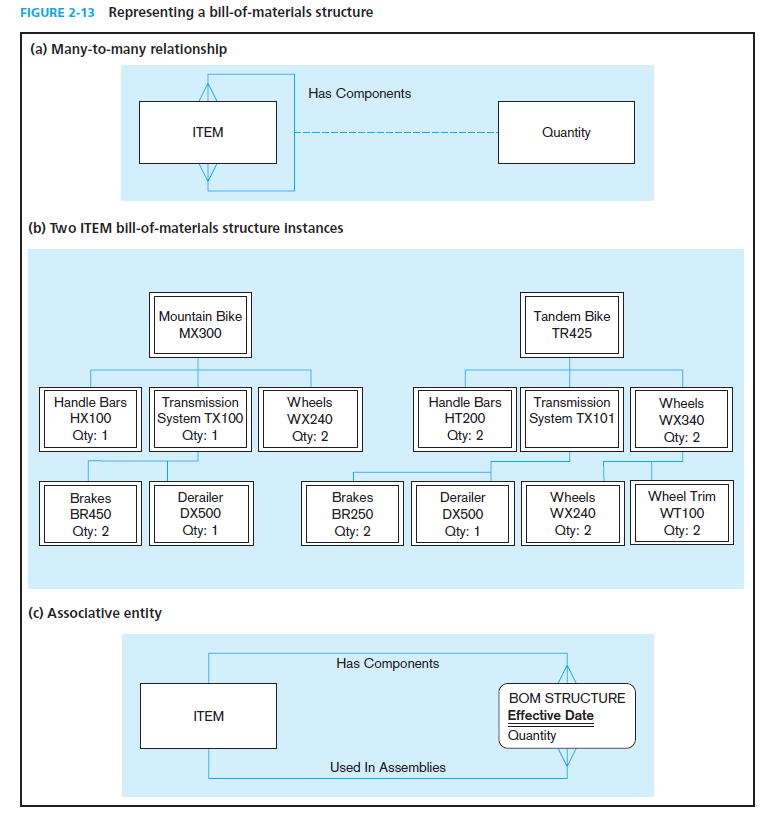 FIGURE 2-13 Representing a bill-of-materials structure
(a) Many-to-many relationship
Has Components
ITEM
Quantity
(b) Two ITEM bill-of-materials structure instances
Mountain Bike
MX300
Tandem Bike
TR425
Handle Bars
HX100
Qty: 1
Transmission
System TX100
Qty: 1
Wheels
WX240
Qty: 2
Handle Bars
HT200
Qty: 2
Transmission
System TX101
Wheels
WX340
Qty: 2
Brakes
BR450
Qty: 2
Derailer
DX500
Qty: 1
Brakes
BR250
Qty: 2
Derailer
DX500
Qty: 1
Wheels
WX240
Qty: 2
Wheel Trim
WT100
Qty: 2
(c) Associative entity
Has Components
ITEM
BOM STRUCTURE
Effective Date
Quantity
Used In Assemblies